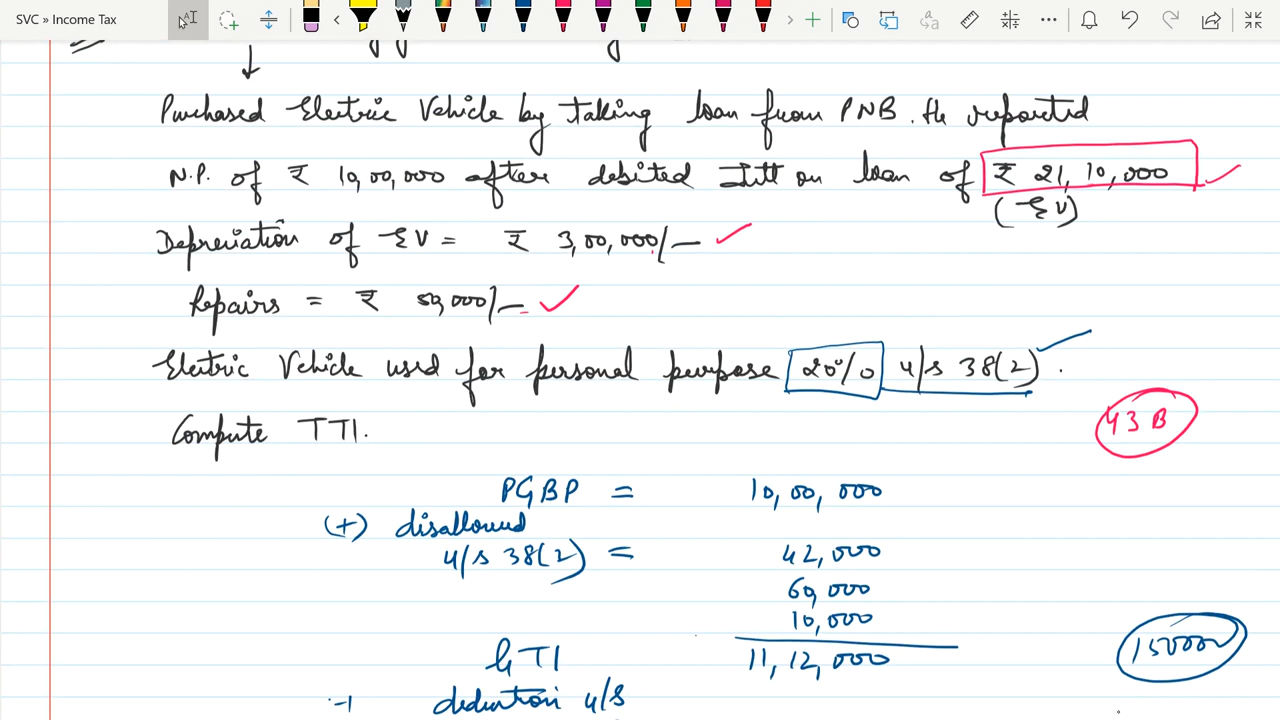 SVC » Income Tax
Purchased Electric Vehicle by taking loan from PNB. He reported
N.P. of ₹ 10,00,000 after debited Intt on loan of ₹ 21,10,000
(EV)
Depreciation of EV = ₹ 3,00,000/-
Repairs = ₹ 50,000/-
Electric Vehicle used for personal purpose 20% u/s 38(2).
43 B
Compute TTI.
PGBP = 10,00,000
(+) disallowed
u/s 38(2) = 42,000
60,000
10,000
GTI 11,12,000
150000
deduction u/s